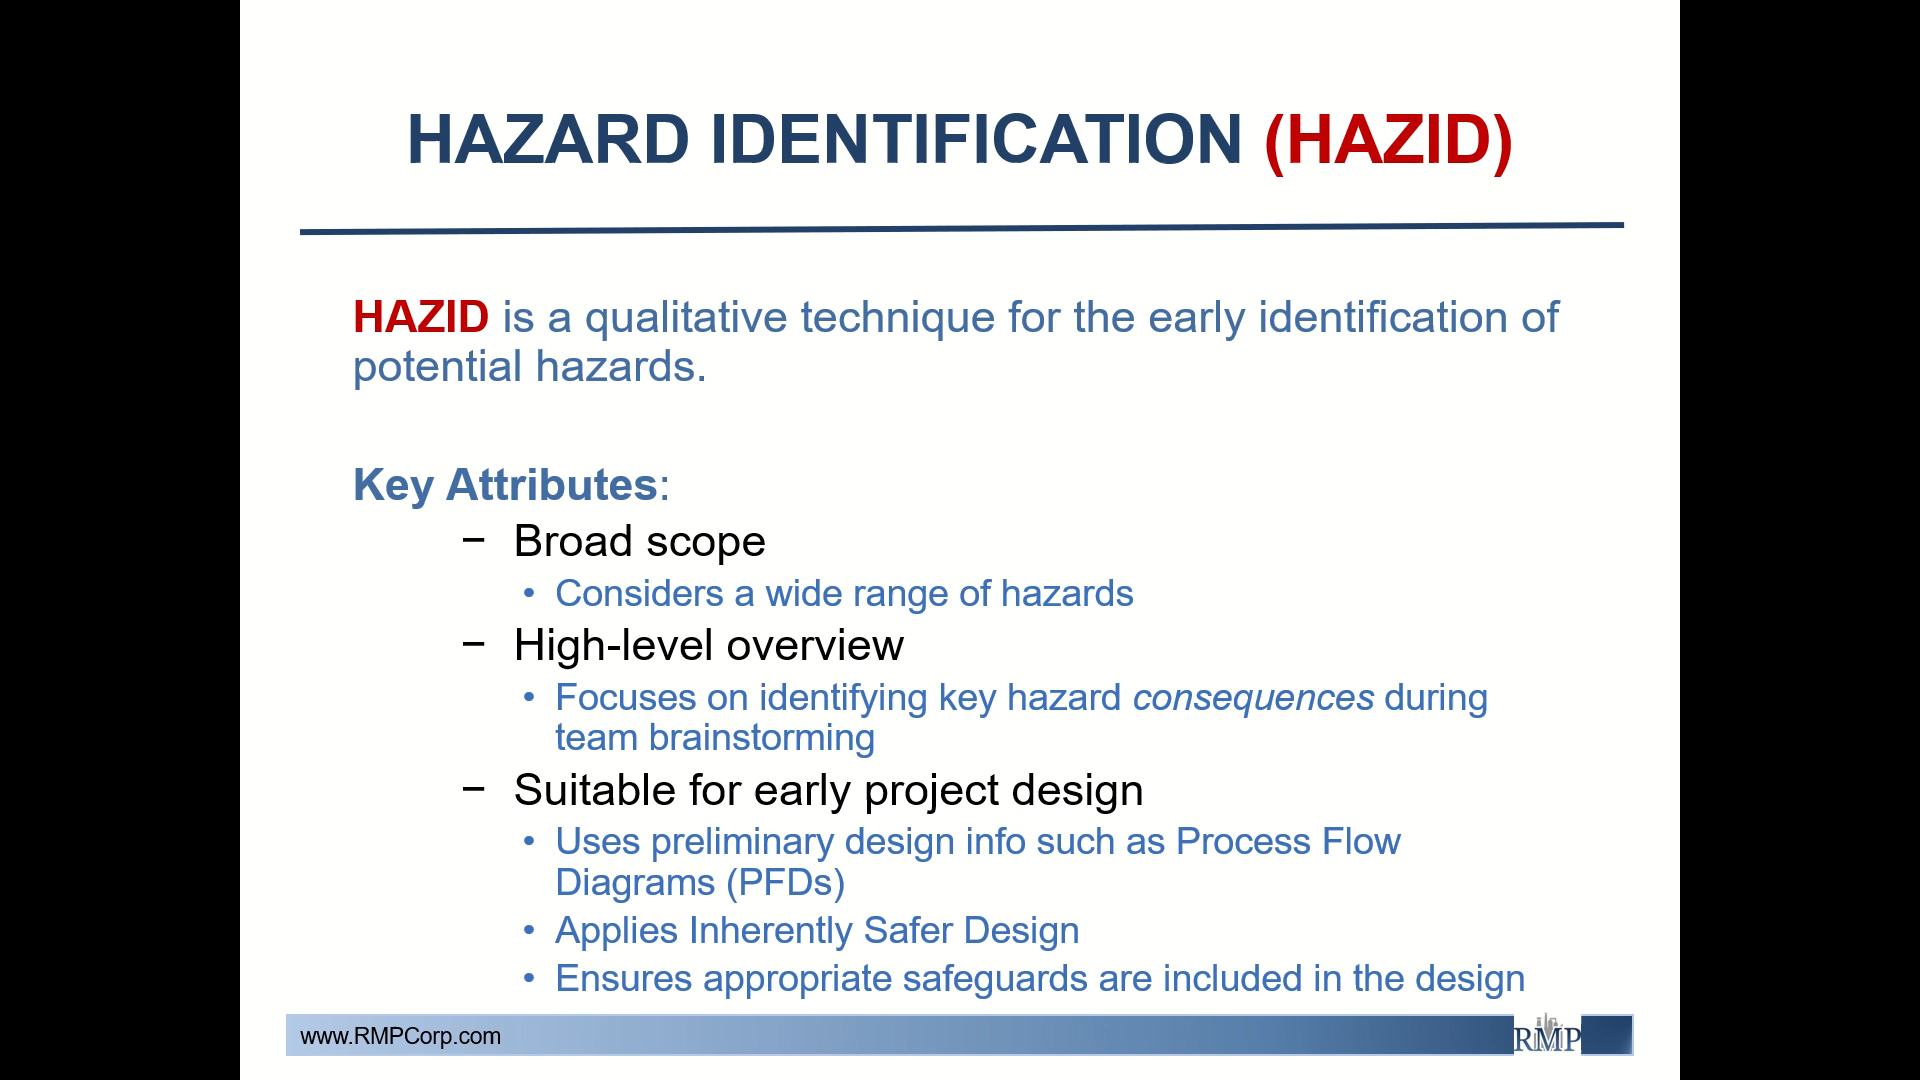 HAZARD IDENTIFICATION (HAZID)
HAZID is a qualitative technique for the early identification of
potential hazards.
Key Attributes:
− Broad scope
• Considers a wide range of hazards
− High-level overview
• Focuses on identifying key hazard consequences during
team brainstorming
− Suitable for early project design
• Uses preliminary design info such as Process Flow
Diagrams (PFDs)
• Applies Inherently Safer Design
• Ensures appropriate safeguards are included in the design
www.RMPCorp.com
RMP